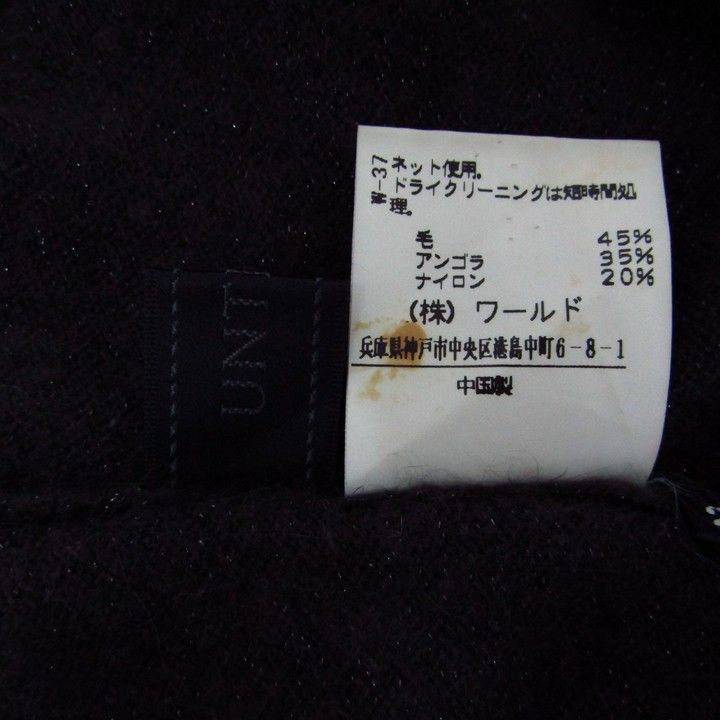 W-37
ネット使用。
ドライクリーニングは短時間処
理。
毛 45%
アンゴラ 35%
ナイロン 20%
(株) ワールド
兵庫県神戸市中央区港島中町6-8-1
中国製
UNT